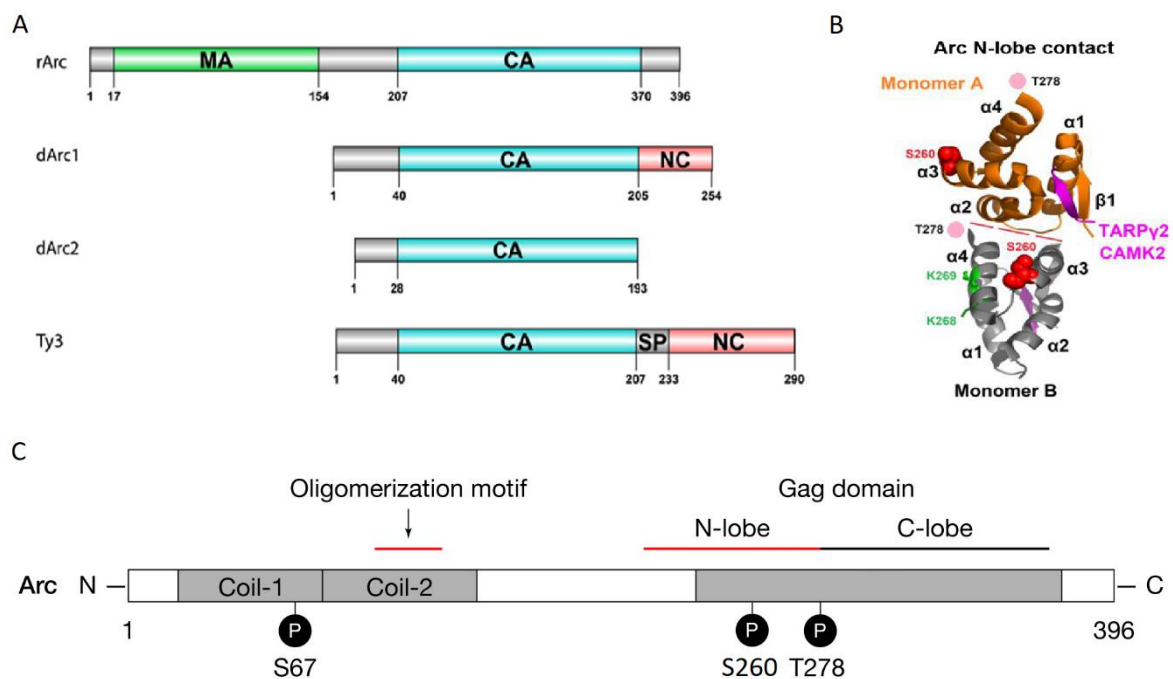 A
rArc
MA
CA
1 17 154 207 370 396
dArc1
CA NC
1 40 205 254
dArc2
CA
1 28 193
Ty3
CA SP NC
1 40 207 233 290
B
Arc N-lobe contact
Monomer A
T278
α4
α1
S260
α3
β1
α2
TARPγ2
CAMK2
T278
S260
α4
α3
K269
K268
α1
α2
Monomer B
C
Oligomerization motif
Gag domain
N-lobe C-lobe
Arc N Coil-1 Coil-2 C
1 P P P 396
S67 S260 T278